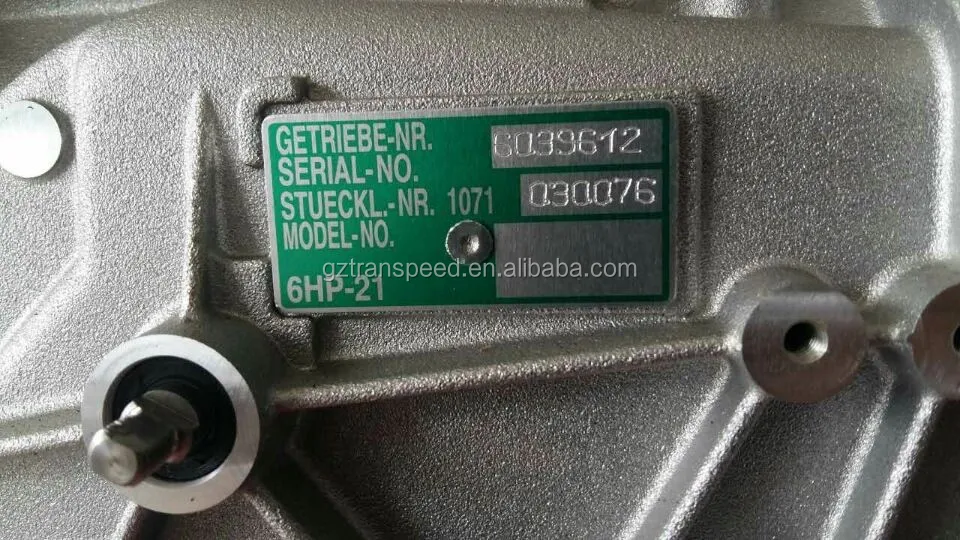 GETRIEBE-NR. 6039612
SERIAL-NO.
STUECKL.-NR. 1071 030076
MODEL-NO.
gztranspeed.en.alibaba.com
6HP-21